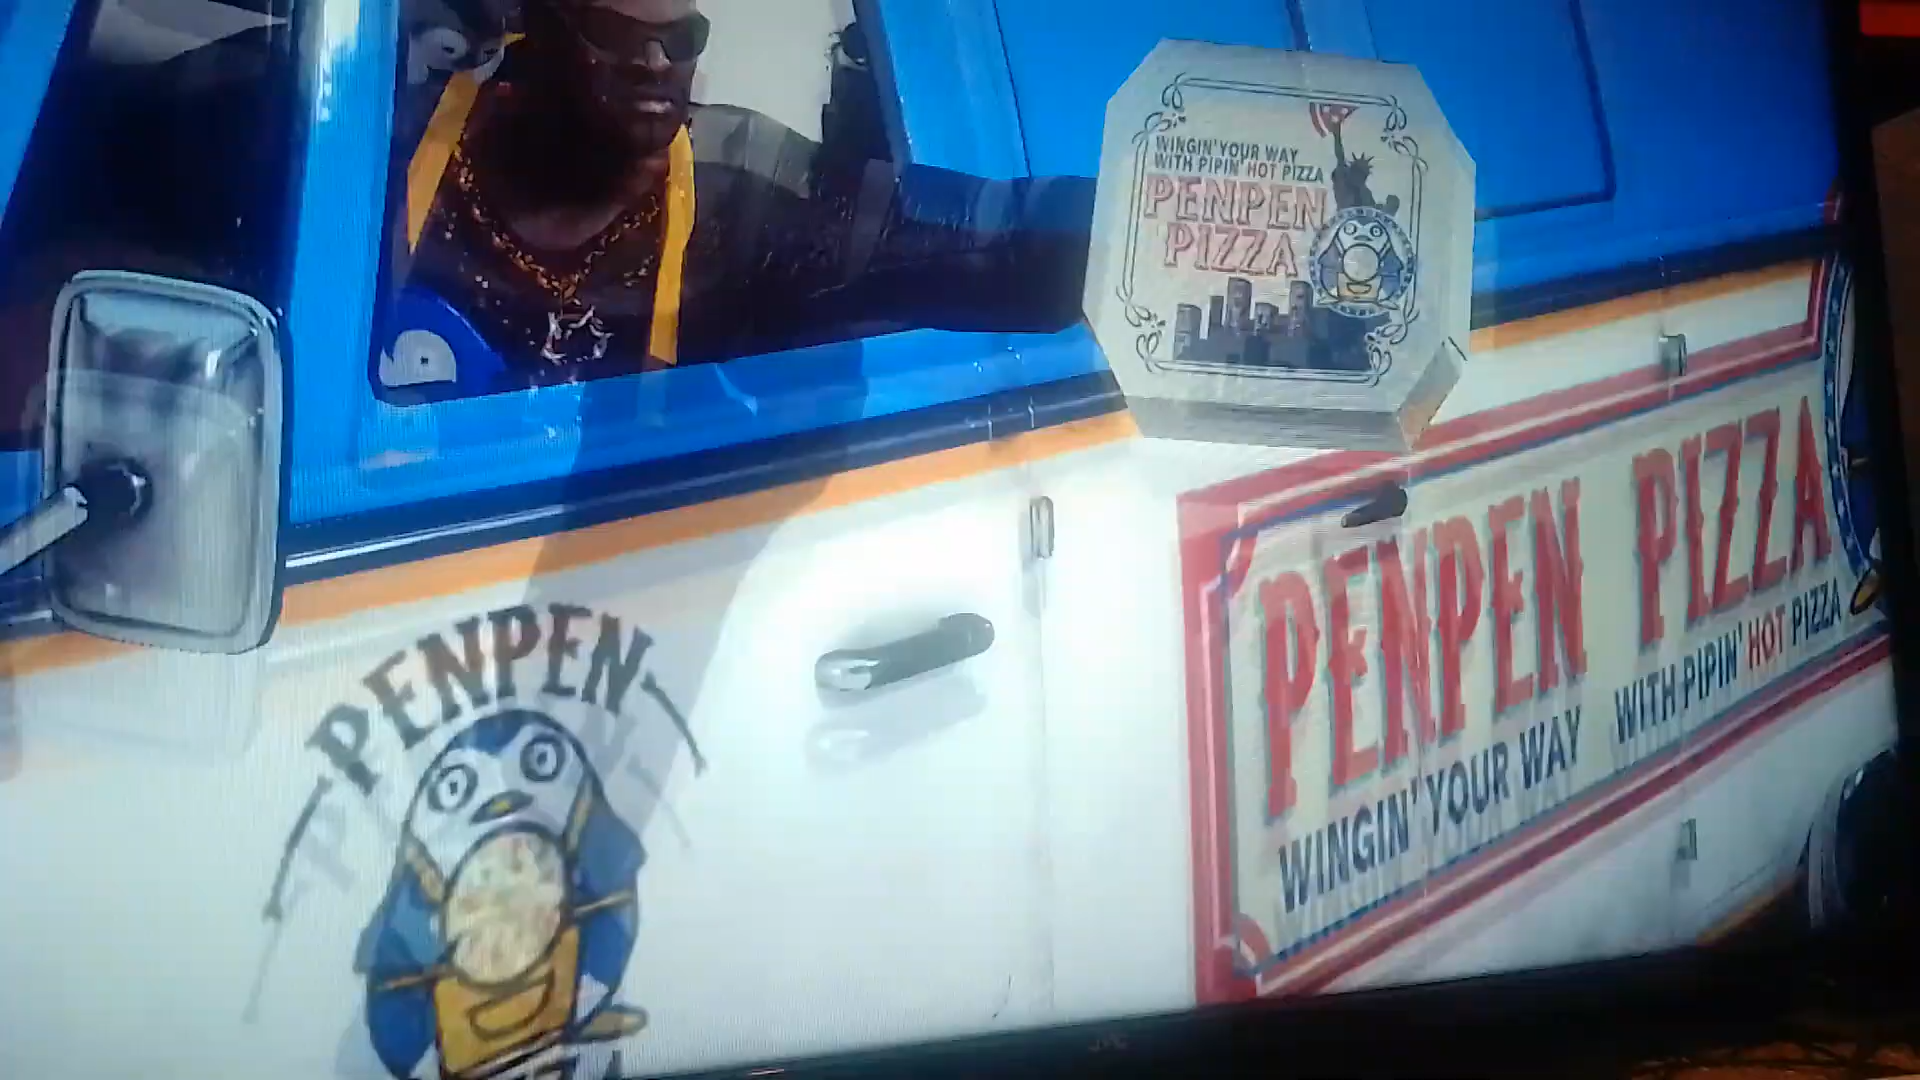 WINGIN' YOUR WAY
WITH PIPIN' HOT PIZZA
PENPEN
PIZZA
PENPEN PIZZA
WINGIN' YOUR WAY WITH PIPIN' HOT PIZZA
PENPEN
JVC